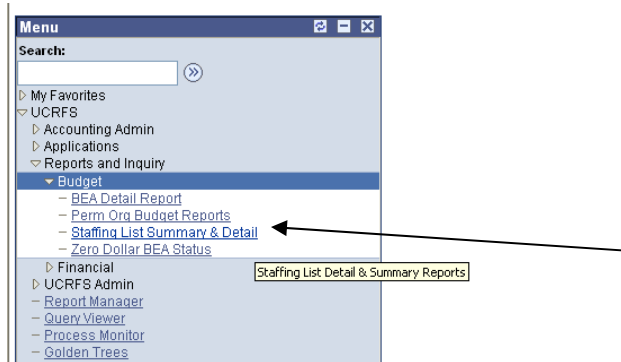 Menu
Search:
My Favorites
UCRFS
Accounting Admin
Applications
Reports and Inquiry
Budget
– BEA Detail Report
– Perm Org Budget Reports
– Staffing List Summary & Detail
– Zero Dollar BEA Status
Financial
Staffing List Detail & Summary Reports
UCRFS Admin
– Report Manager
– Query Viewer
– Process Monitor
– Golden Trees